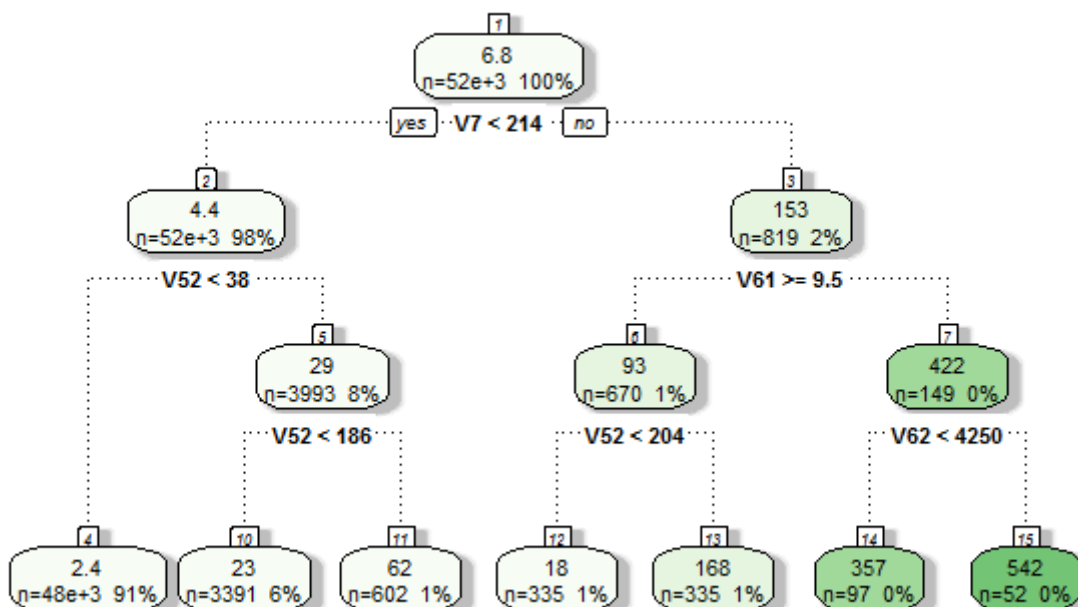 1
6.8
n=52e+3 100%
yes V7 < 214 no
2
3
4.4
n=52e+3 98%
153
n=819 2%
V52 < 38
V61 >= 9.5
5
6
7
29
n=3993 8%
93
n=670 1%
422
n=149 0%
V52 < 186
V52 < 204
V62 < 4250
4
10
11
12
13
14
15
2.4
n=48e+3 91%
23
n=3391 6%
62
n=602 1%
18
n=335 1%
168
n=335 1%
357
n=97 0%
542
n=52 0%